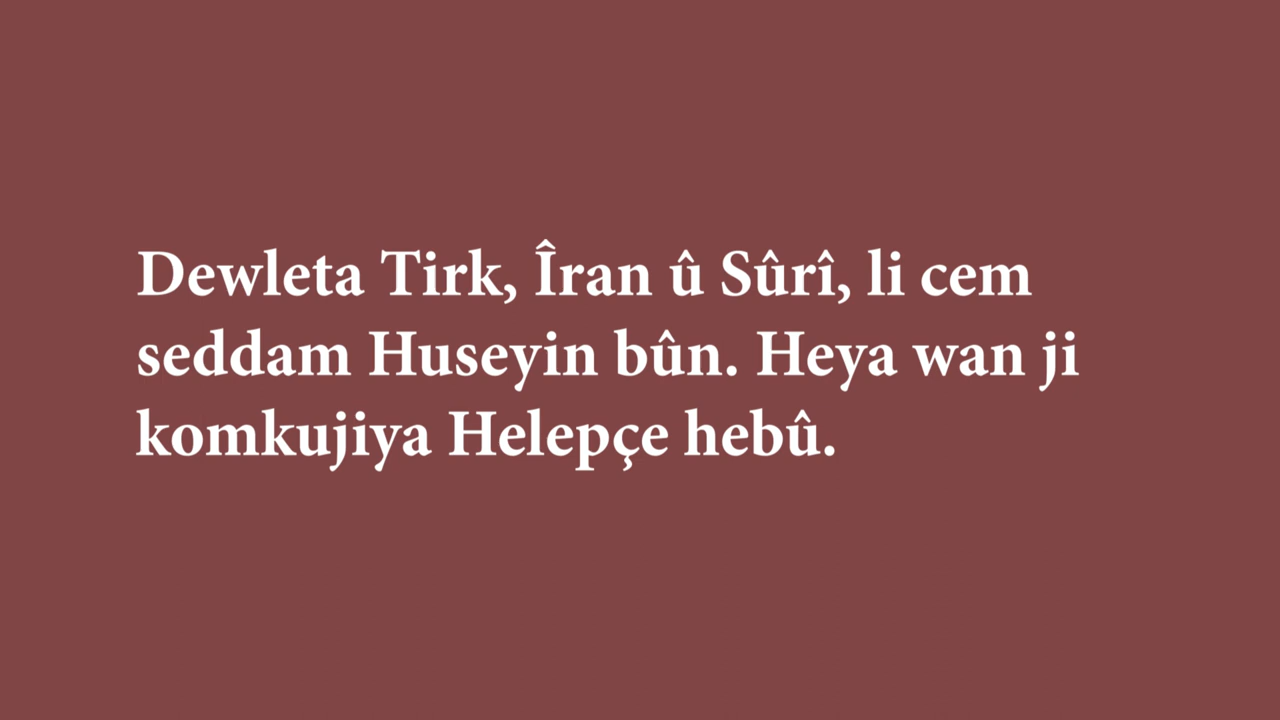 Dewleta Tirk, Îran û Sûrî, li cem
seddam Huseyin bûn. Heya wan ji
komkujiya Helepçe hebû.